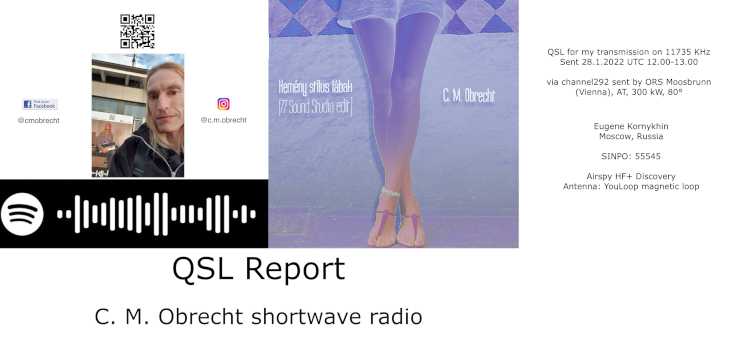 Find us on
Facebook
@cmobrecht
@c.m.obrecht
Kemény stílus lábak
[77 Sound Studio edit]
C. M. Obrecht
QSL for my transmission on 11735 KHz
Sent 28.1.2022 UTC 12.00-13.00
via channel292 sent by ORS Moosbrunn
(Vienna), AT, 300 kW, 80°
Eugene Kornykhin
Moscow, Russia
SINPO: 55545
Airspy HF+ Discovery
Antenna: YouLoop magnetic loop
QSL Report
C. M. Obrecht shortwave radio